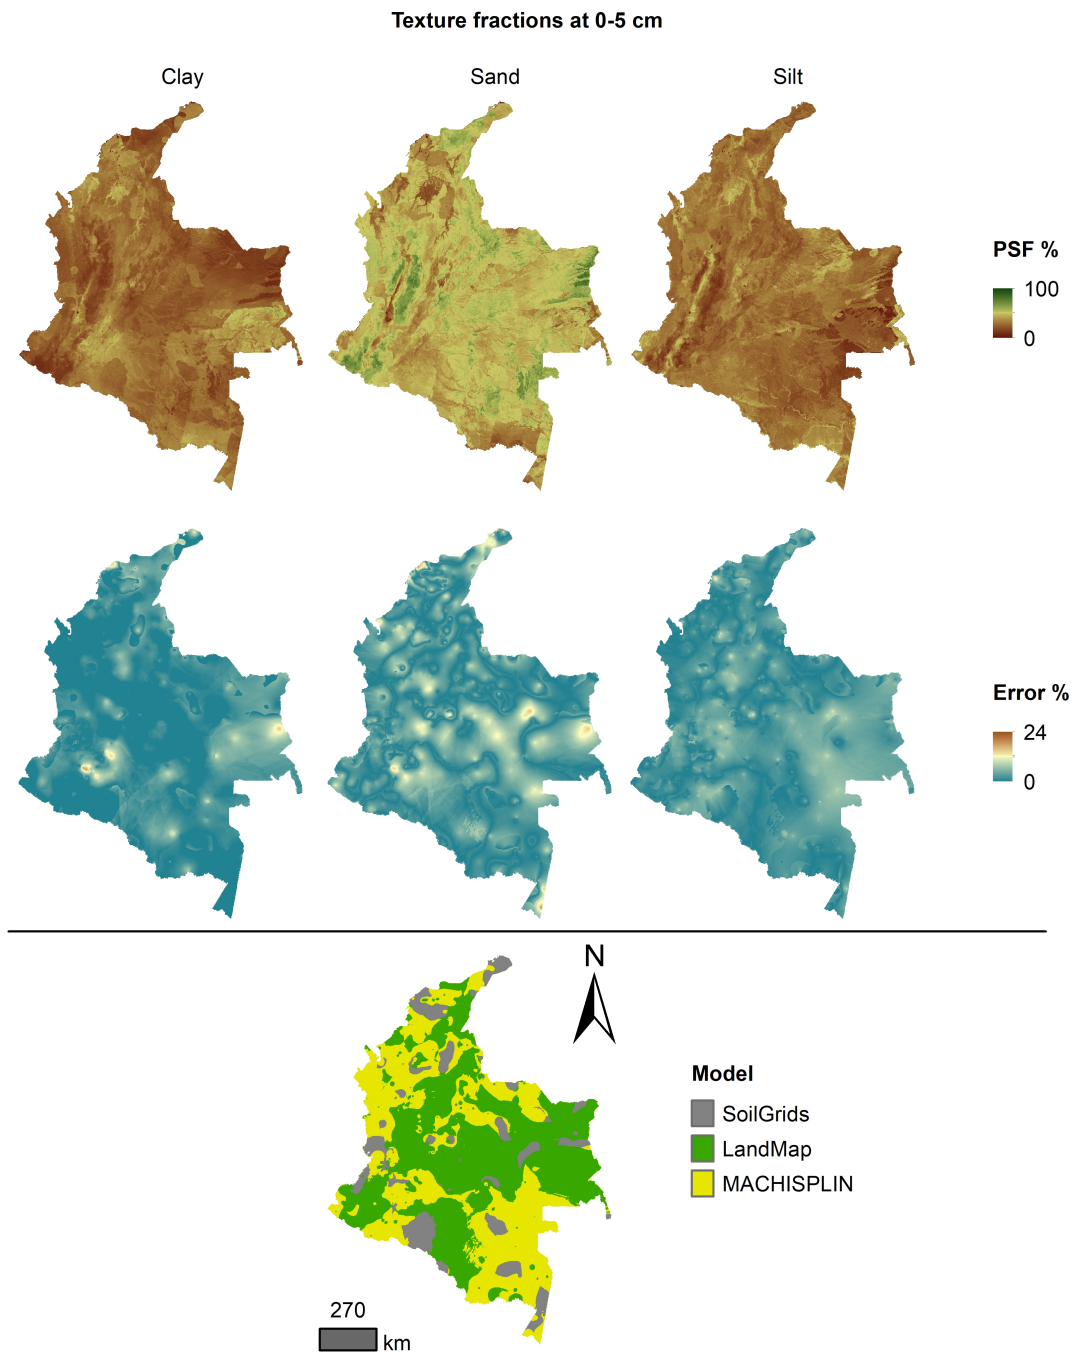 Texture fractions at 0-5 cm
Clay
Sand
Silt
PSF %
100
0
Error %
24
0
N
Model
SoilGrids
LandMap
MACHISPLIN
270
km